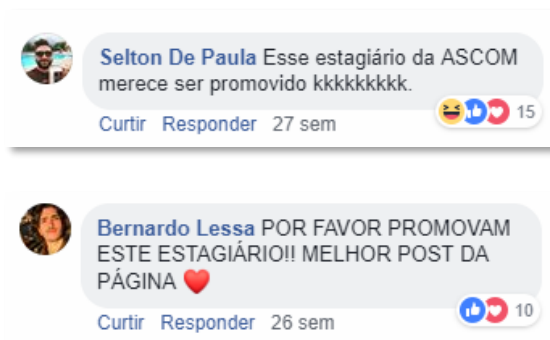 Selton De Paula Esse estagiário da ASCOM
merece ser promovido kkkkkkkkk.
15
Curtir Responder 27 sem
Bernardo Lessa POR FAVOR PROMOVAM
ESTE ESTAGIÁRIO!! MELHOR POST DA
PÁGINA ❤️
10
Curtir Responder 26 sem